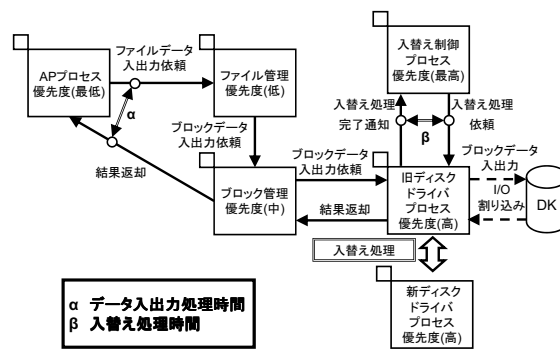 ファイルデータ
入出力依頼
APプロセス
優先度(最低)
ファイル管理
優先度(低)
入替え制御
プロセス
優先度(最高)
α
入替え処理
完了通知
入替え処理
依頼
β
ブロックデータ
入出力依頼
結果返却
ブロック管理
優先度(中)
ブロックデータ
入出力依頼
結果返却
旧ディスク
ドライバ
プロセス
優先度(高)
ブロックデータ
入出力
I/O
割り込み
DK
入替え処理
新ディスク
ドライバ
プロセス
優先度(高)
α データ入出力処理時間
β 入替え処理時間